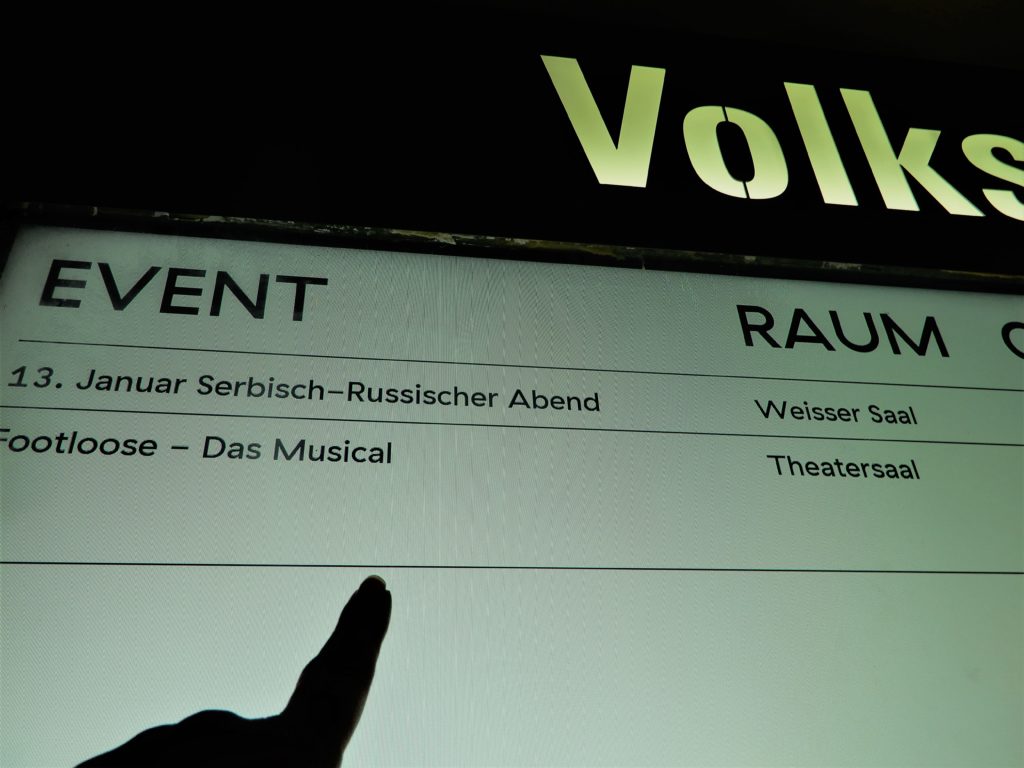 Volks
EVENT RAUM
13. Januar Serbisch-Russischer Abend Weisser Saal
Footloose - Das Musical Theatersaal